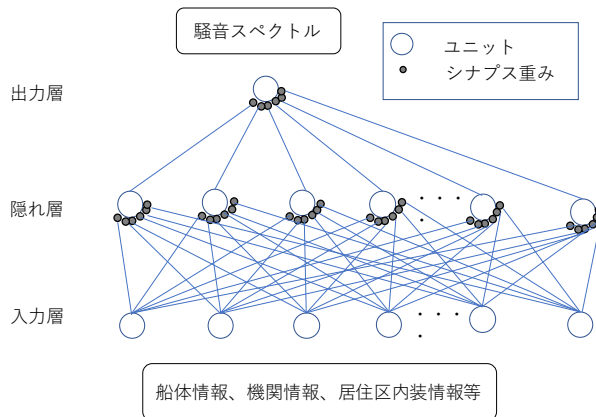 騒音スペクトル
ユニット
シナプス重み
出力層
隠れ層
入力層
船体情報、機関情報、居住区内装情報等